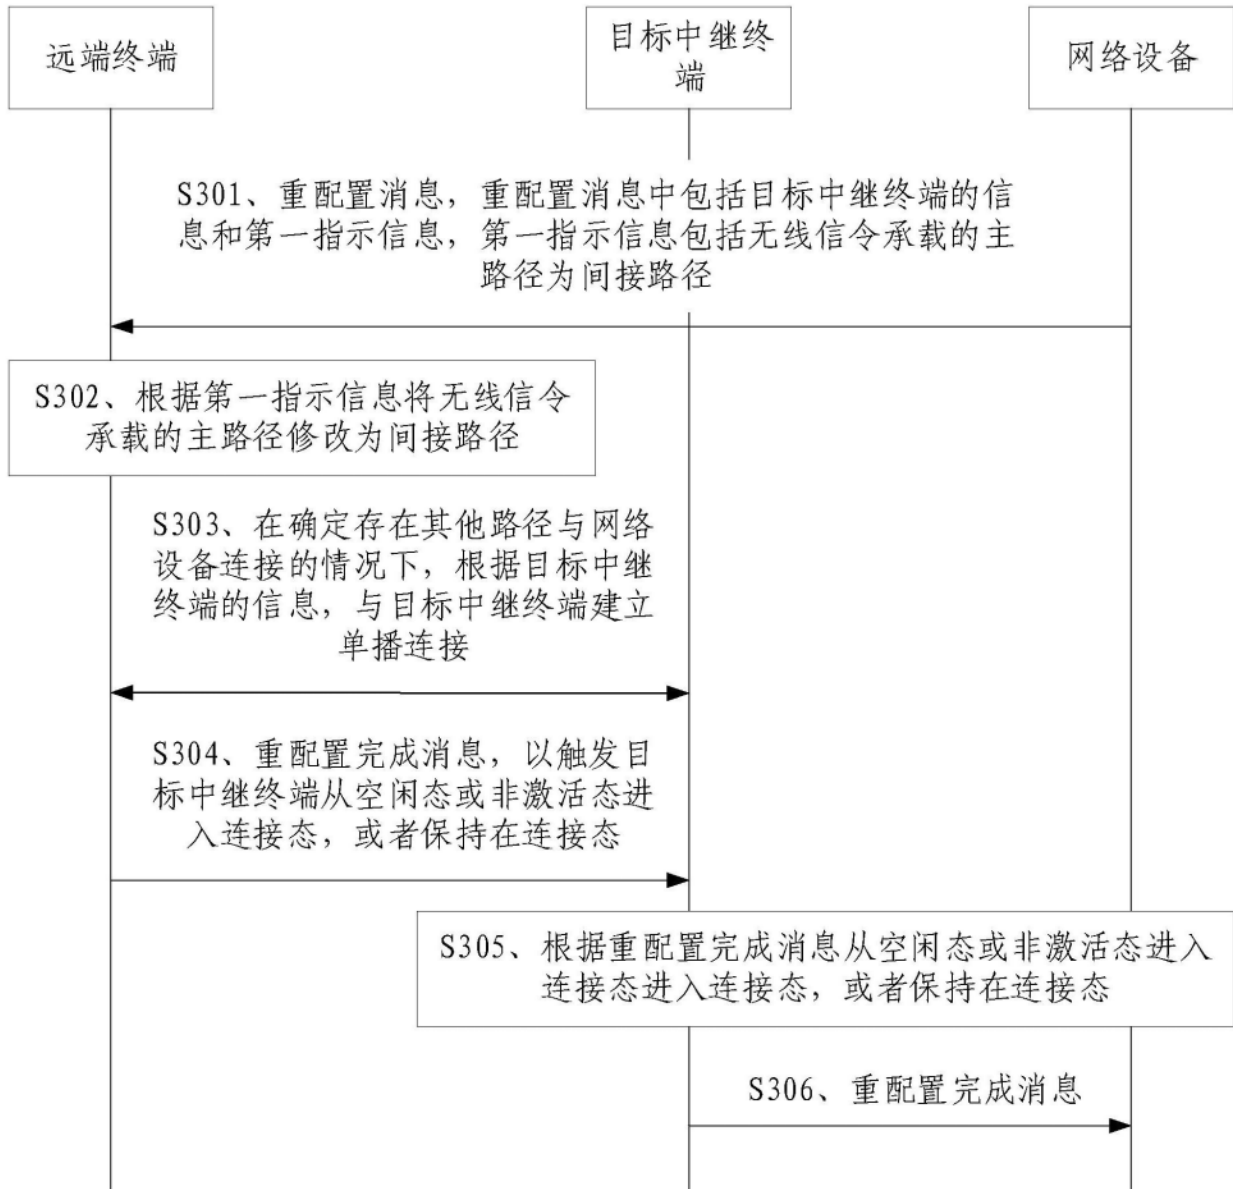 远端终端
目标中继终
端
网络设备
S301、重配置消息，重配置消息中包括目标中继终端的信
息和第一指示信息，第一指示信息包括无线信令承载的主
路径为间接路径
S302、根据第一指示信息将无线信令
承载的主路径修改为间接路径
S303、在确定存在其他路径与网络
设备连接的情况下，根据目标中继
终端的信息，与目标中继终端建立
单播连接
S304、重配置完成消息，以触发目
标中继终端从空闲态或非激活态进
入连接态，或者保持在连接态
S305、根据重配置完成消息从空闲态或非激活态进入
连接态进入连接态，或者保持在连接态
S306、重配置完成消息